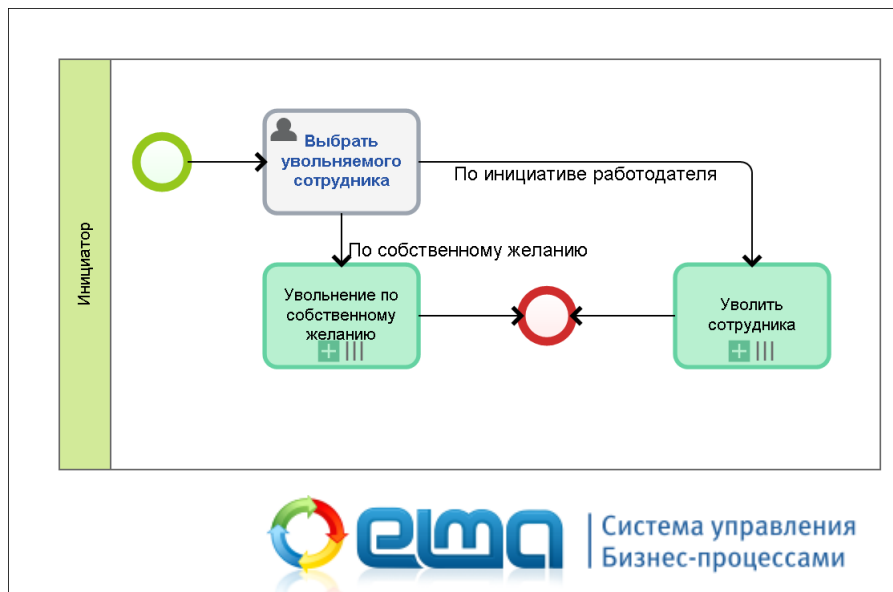 Инициатор
Выбрать
увольняемого
сотрудника
По инициативе работодателя
По собственному желанию
Увольнение по
собственному
желанию
Уволить
сотрудника
elma
Система управления
Бизнес-процессами